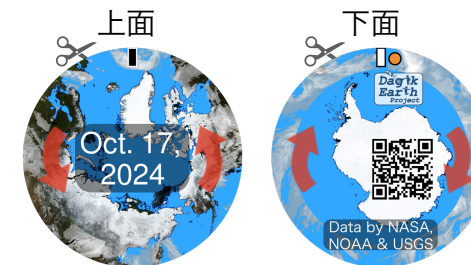 上面
下面
Oct. 17,
2024
Dagik
Earth
Project
Data by NASA,
NOAA & USGS